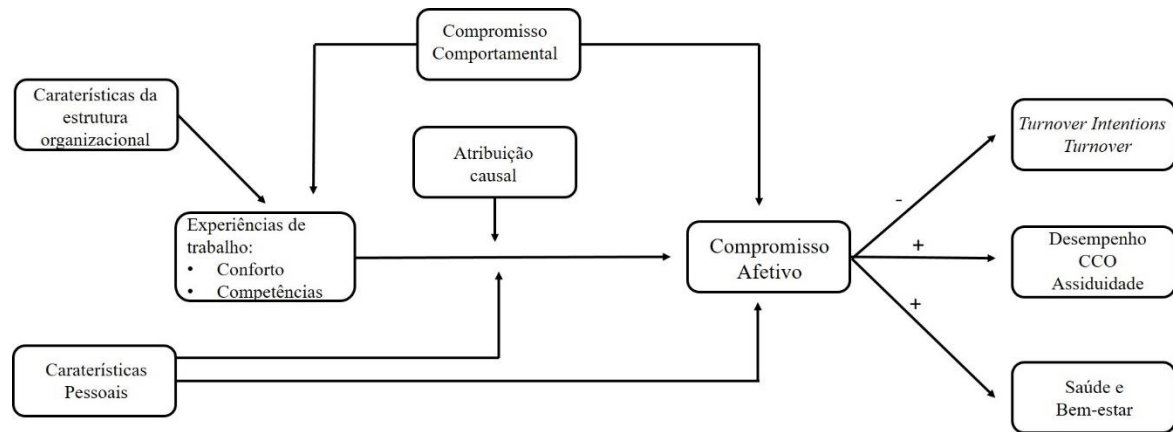 Compromisso
Comportamental
Caraterísticas da
estrutura
organizacional
Atribuição
causal
Turnover Intentions
Turnover
Experiências de
trabalho:
• Conforto
• Competências
Compromisso
Afetivo
-
+
+
Desempenho
CCO
Assiduidade
Caraterísticas
Pessoais
Saúde e
Bem-estar